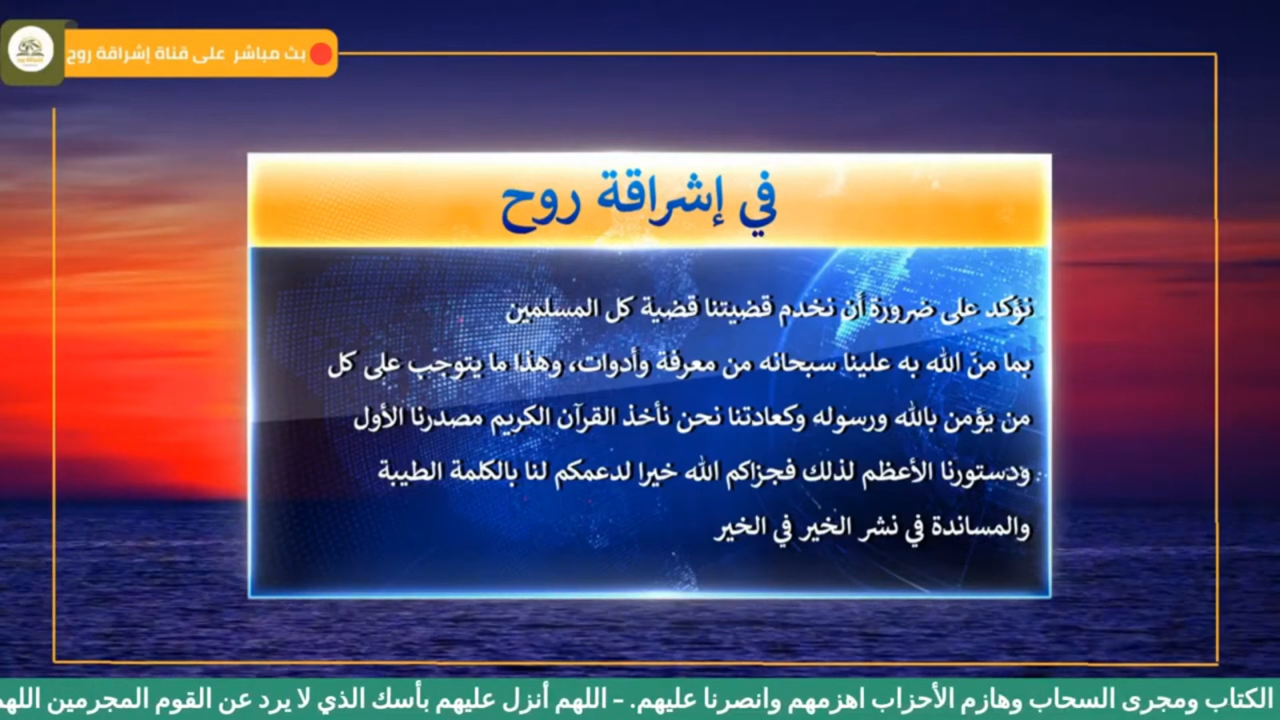 بث مباشر على قناة إشراقة روح
في إشراقة روح
نؤكد على ضرورة أن نخدم قضيتنا قضية كل المسلمين
بما منّ الله به علينا سبحانه من معرفة وأدوات، وهذا ما يتوجب على كل
من يؤمن بالله ورسوله وكعادتنا نحن نأخذ القرآن الكريم مصدرنا الأول
ودستورنا الأعظم لذلك فجزاكم الله خيرا لدعمكم لنا بالكلمة الطيبة
والمساندة في نشر الخير في الخير
الكتاب ومجرى السحاب وهازم الأحزاب اهزمهم وانصرنا عليهم. – اللهم أنزل عليهم بأسك الذي لا يرد عن القوم المجرمين اللهم